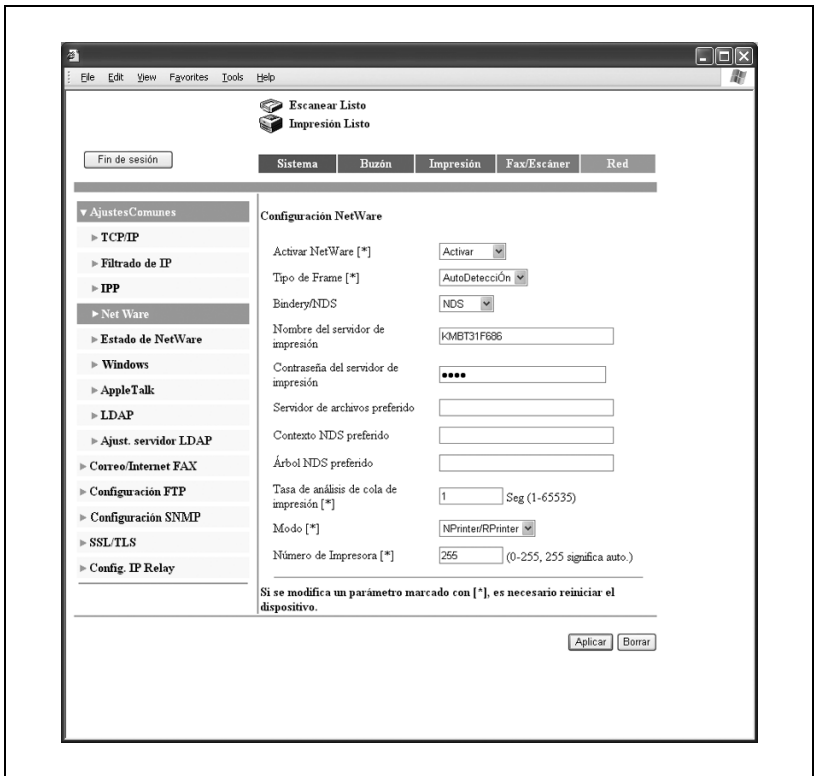 File Edit View Favorites Tools Help
Escanear Listo
Impresión Listo
Fin de sesión
Sistema Buzón Impresión Fax/Escáner Red
AjustesComunes
TCP/IP
Filtrado de IP
IPP
Net Ware
Estado de NetWare
Windows
AppleTalk
LDAP
Ajust. servidor LDAP
Correo/Internet FAX
Configuración FTP
Configuración SNMP
SSL/TLS
Config. IP Relay
Configuración NetWare
Activar NetWare [*] Activar
Tipo de Frame [*] AutoDetecciÓn
Bindery/NDS NDS
Nombre del servidor de
impresión KMBT31F686
Contraseña del servidor de
impresión ●●●●
Servidor de archivos preferido
Contexto NDS preferido
Árbol NDS preferido
Tasa de análisis de cola de
impresión [*] 1 Seg (1-65535)
Modo [*] NPrinter/RPrinter
Número de Impresora [*] 255 (0-255, 255 significa auto.)
Si se modifica un parámetro marcado con [*], es necesario reiniciar el
dispositivo.
Aplicar Borrar